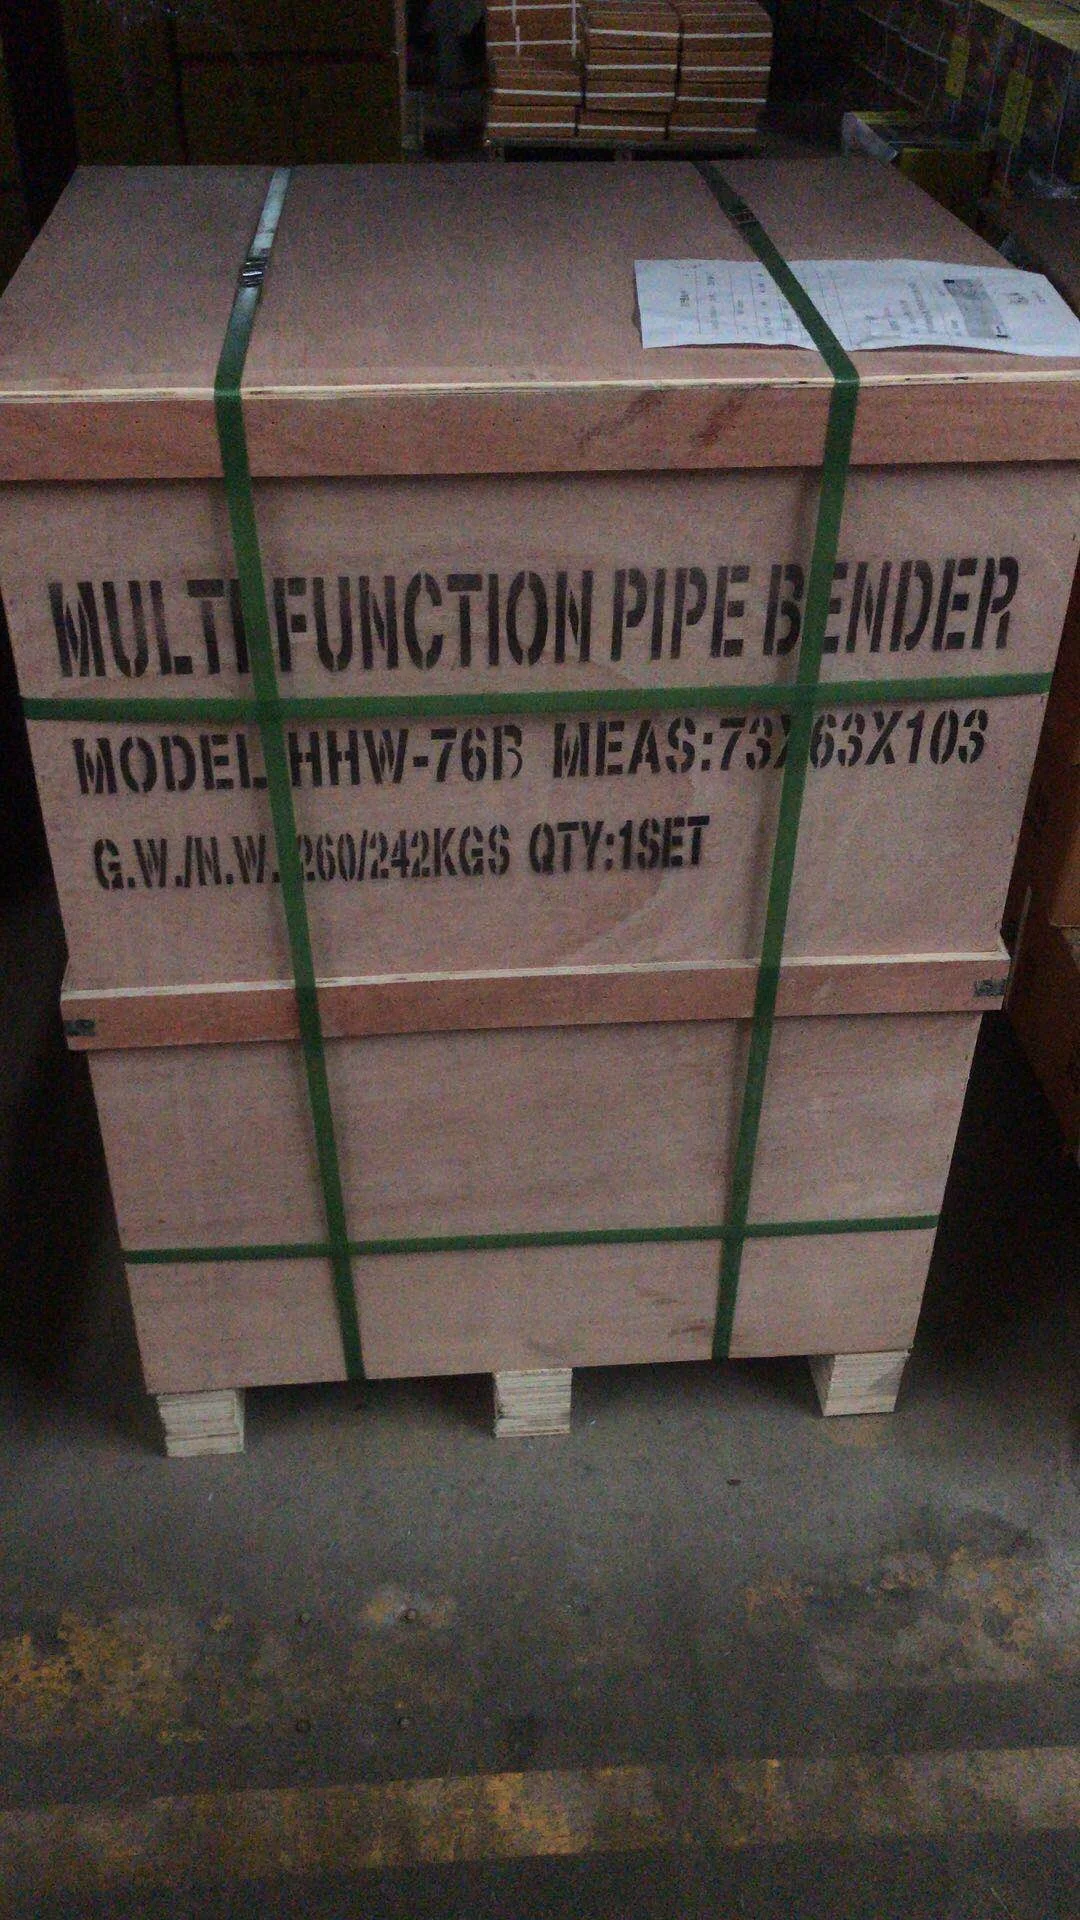 MULTI FUNCTION PIPE BENDER
MODEL HHW-76B MEAS:73X63X103
G.W./N.W. 260/242KGS QTY:1SET